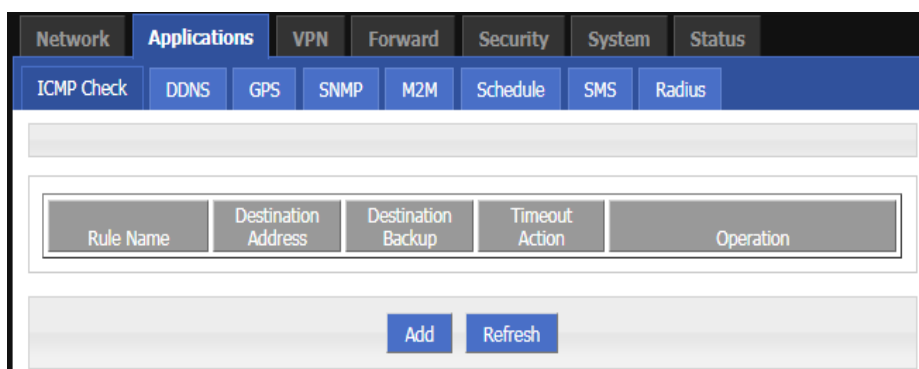 Network Applications VPN Forward Security System Status
ICMP Check DDNS GPS SNMP M2M Schedule SMS Radius
Rule Name Destination Address Destination Backup Timeout Action Operation
Add Refresh